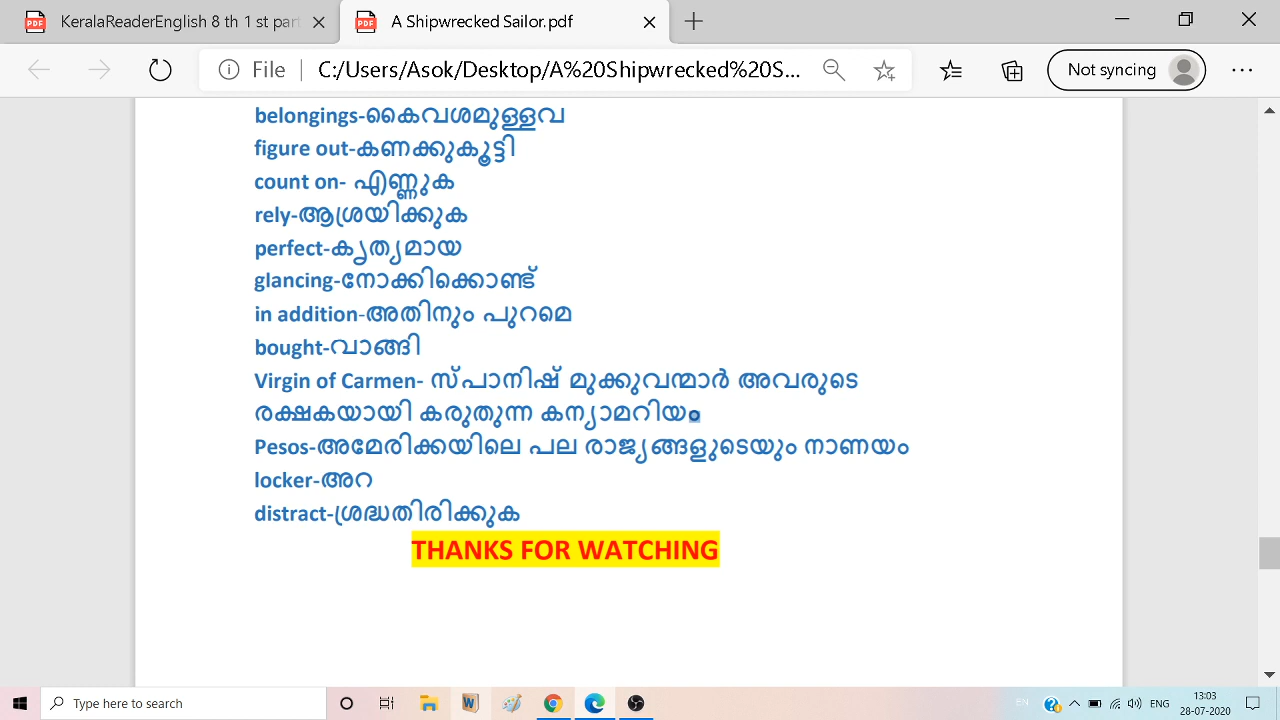 KeralaReaderEnglish 8 th 1 st part
A Shipwrecked Sailor.pdf
File
C:/Users/Asok/Desktop/A%20Shipwrecked%20S...
Not syncing
belongings-കൈവശമുള്ളവ
figure out-കണക്കുകൂട്ടി
count on- എണ്ണുക
rely-ആശ്രയിക്കുക
perfect-കൃത്യമായ
glancing-നോക്കിക്കൊണ്ട്
in addition-അതിനും പുറമെ
bought-വാങ്ങി
Virgin of Carmen- സ്പാനിഷ് മുക്കുവന്മാർ അവരുടെ
രക്ഷകയായി കരുതുന്ന കന്യാമറിയം
Pesos-അമേരിക്കയിലെ പല രാജ്യങ്ങളുടെയും നാണയം
locker-അറ
distract-ശ്രദ്ധതിരിക്കുക
THANKS FOR WATCHING
Type here to search
EN
ENG
13:03
28-07-2020